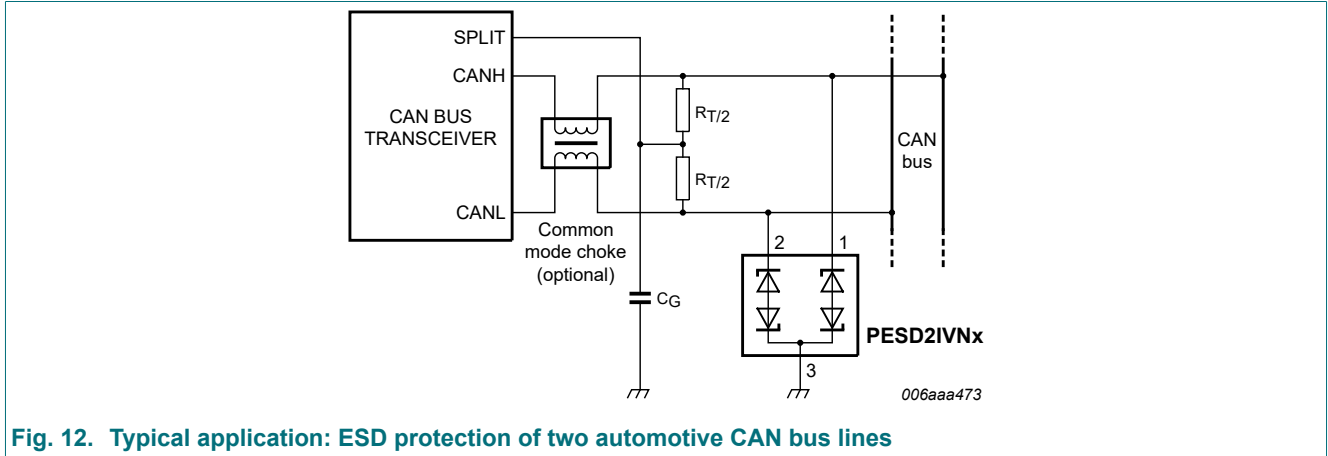 SPLIT
CANH
CAN BUS
TRANSCEIVER
CANL
Common
mode choke
(optional)
RT/2
RT/2
CG
CAN
bus
2
1
PESD2IVNx
3
006aaa473
Fig. 12. Typical application: ESD protection of two automotive CAN bus lines